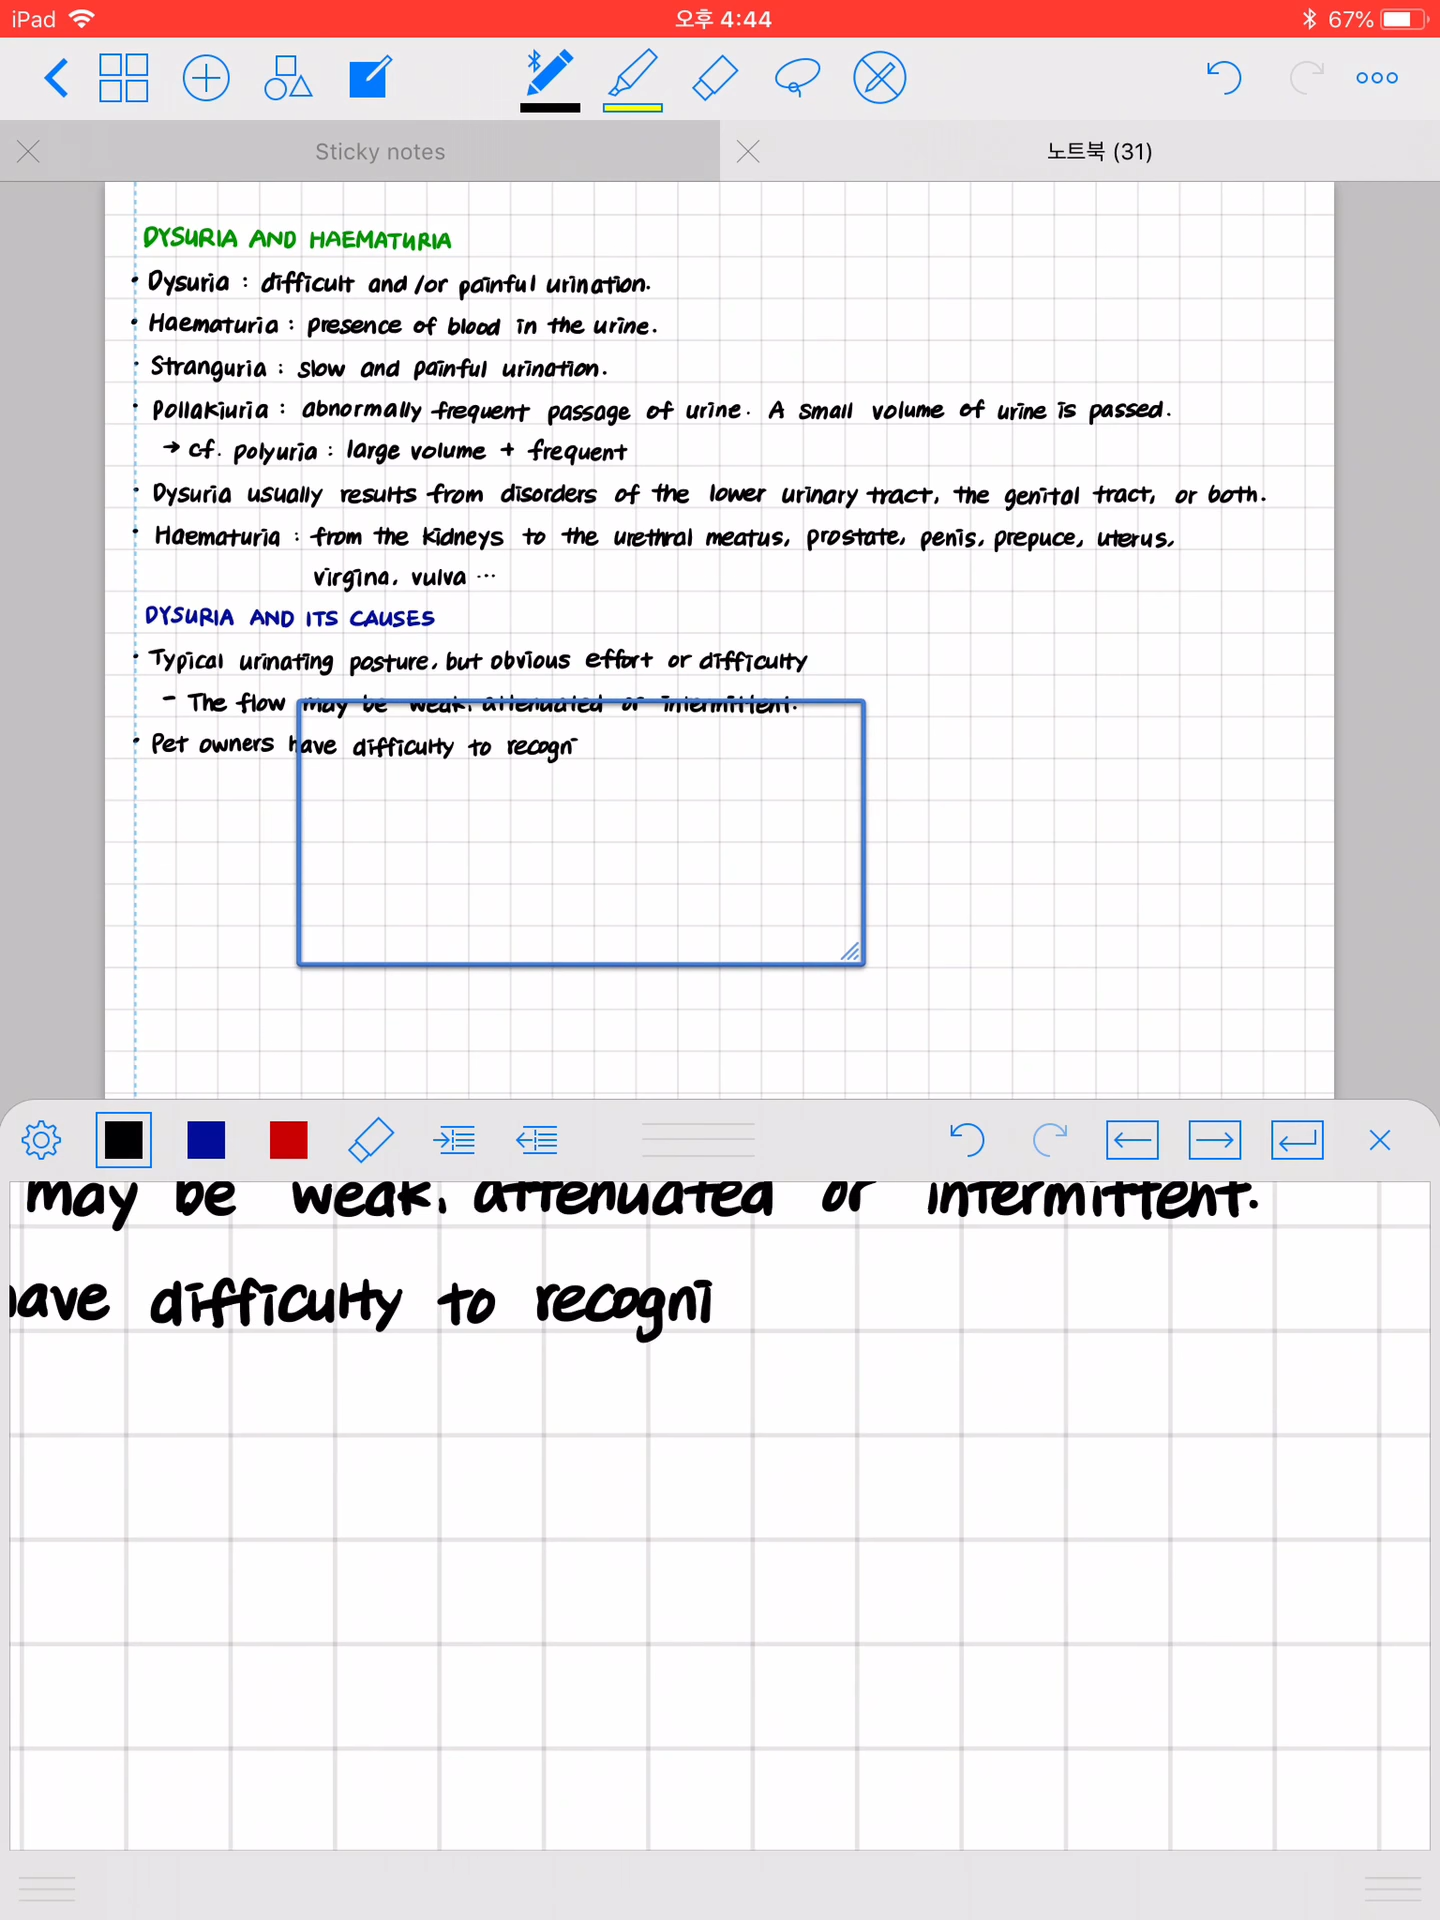 iPad 오후 4:44 67%
Sticky notes 노트북 (31)
DYSURIA AND HAEMATURIA
· Dysuria : difficult and /or painful urination.
· Haematuria : presence of blood in the urine.
· Stranguria : slow and painful urination.
· Pollakiuria : abnormally frequent passage of urine. A small volume of urine is passed.
→ cf. polyuria : large volume + frequent
· Dysuria usually results from disorders of the lower urinary tract, the genital tract, or both.
· Haematuria : from the kidneys to the urethral meatus, prostate, penis, prepuce, uterus,
virgina, vulva ...
DYSURIA AND ITS CAUSES
· Typical urinating posture, but obvious effort or difficulty
- The flow may be weak, attenuated or intermittent.
· Pet owners have difficulty to recogni
may be weak, attenuated or intermittent.
have difficulty to recogni